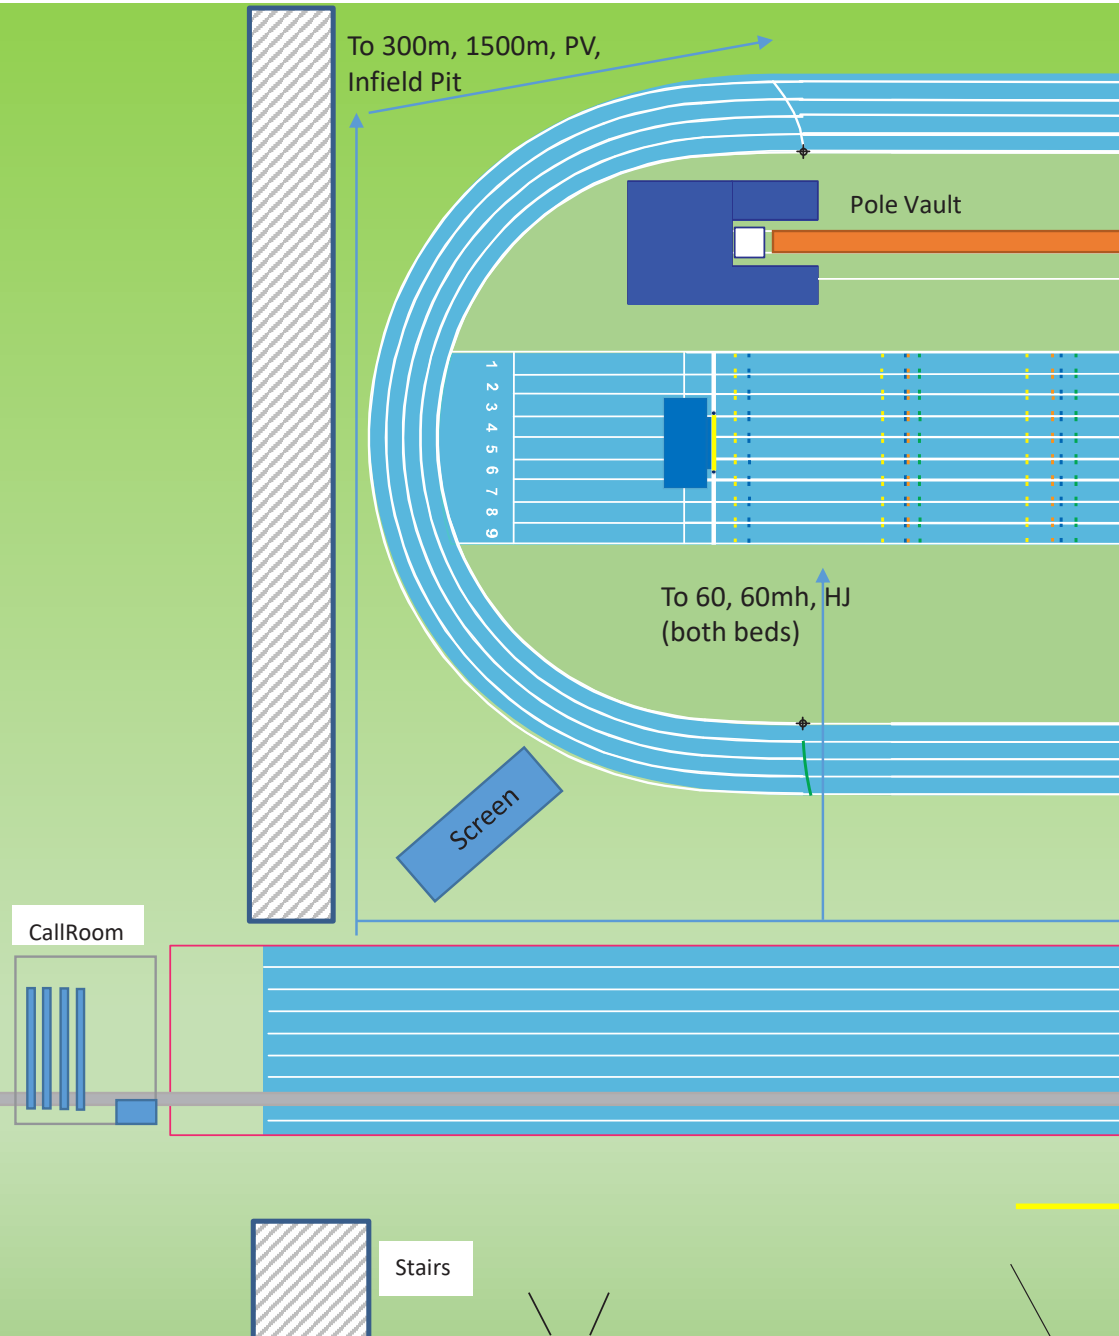 To 300m, 1500m, PV,
Infield Pit
Pole Vault
1
2
3
4
5
6
7
8
9
To 60, 60mh, HJ
(both beds)
Screen
CallRoom
Stairs